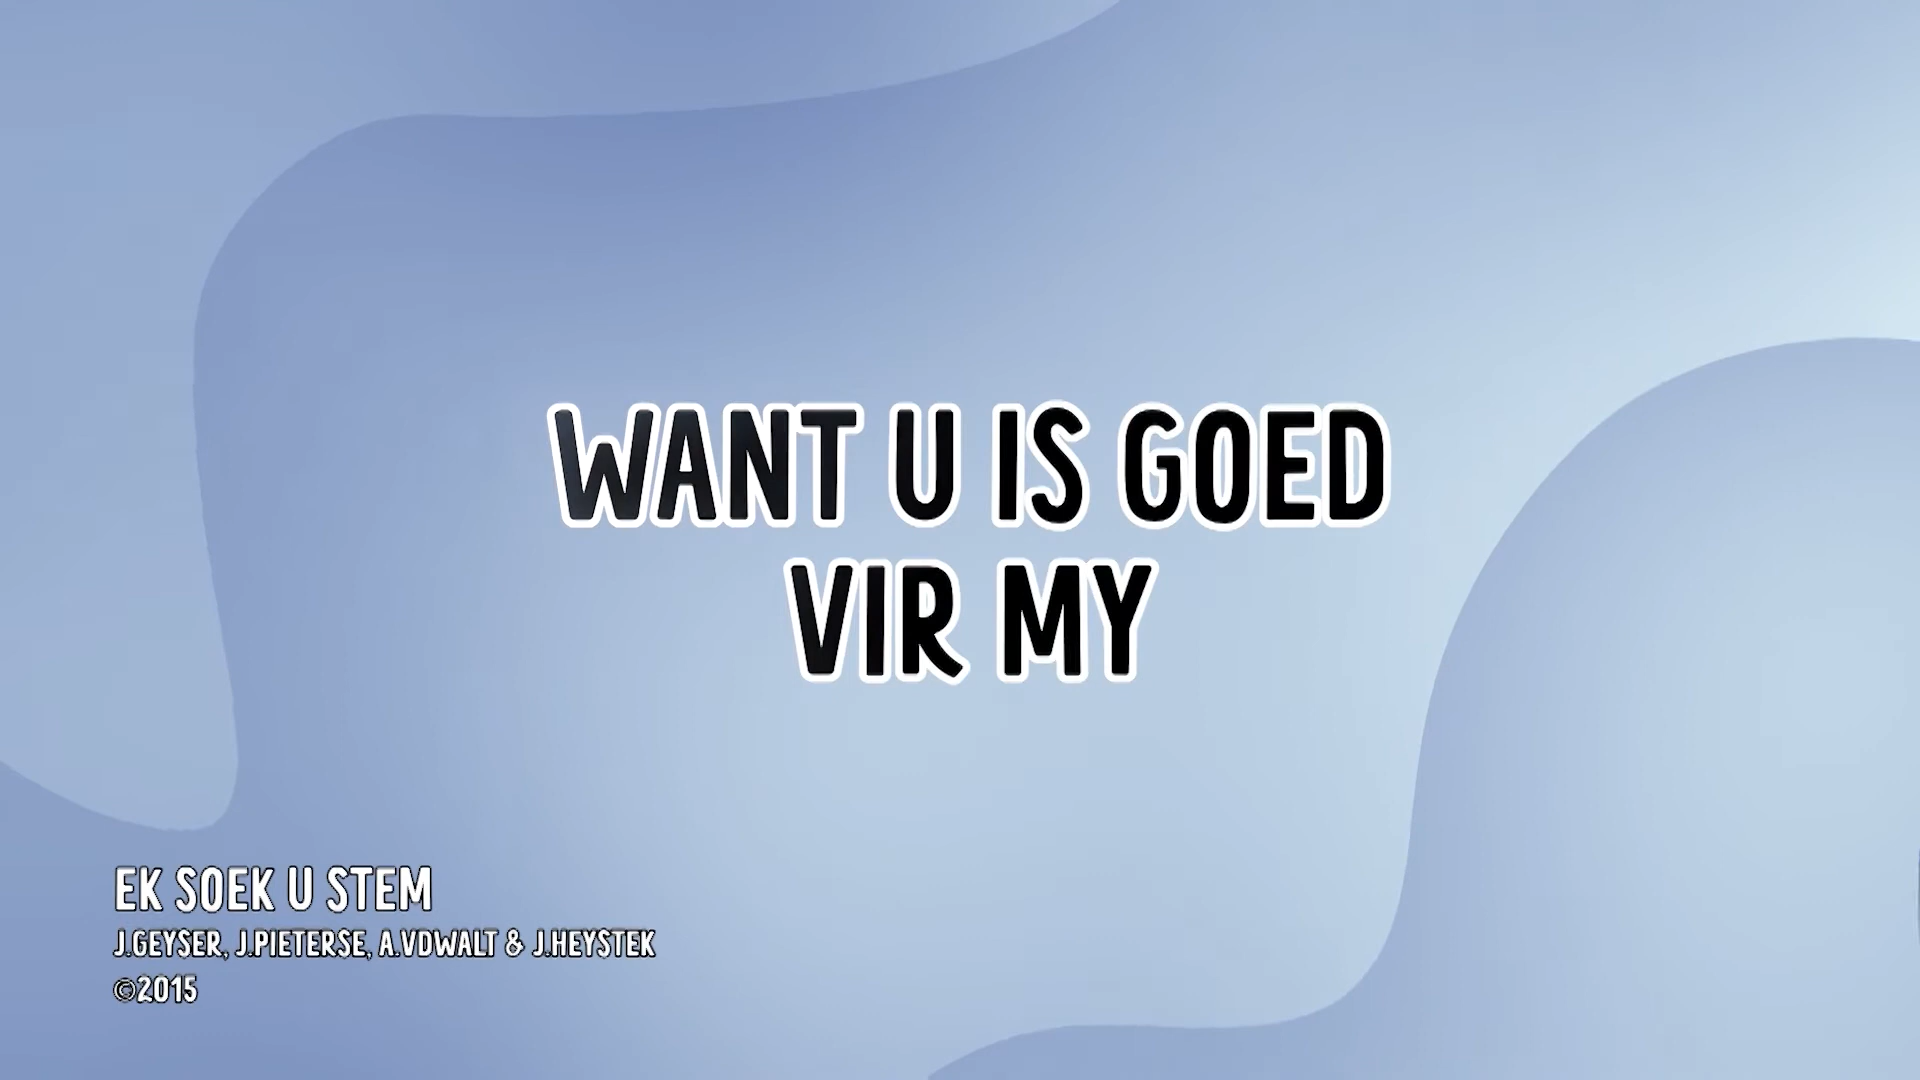 WANT U IS GOED
VIR MY
EK SOEK U STEM
J.GEYSER, J.PIETERSE, A.VDWALT & J.HEYSTEK
©2015